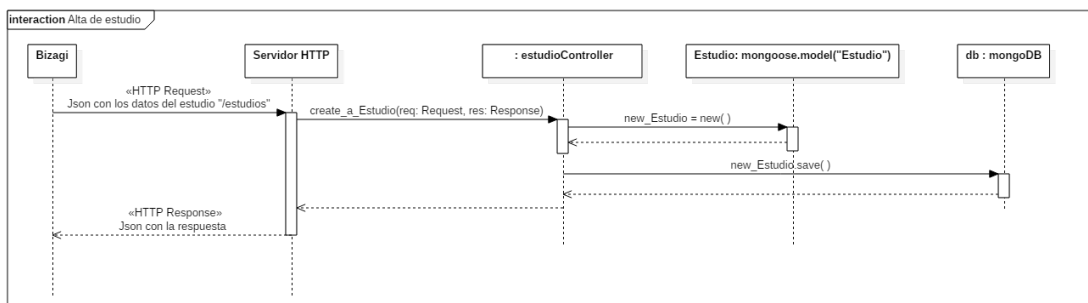 interaction Alta de estudio
Bizagi
Servidor HTTP
: estudioController
Estudio: mongoose.model("Estudio")
db : mongoDB
«HTTP Request»
Json con los datos del estudio "/estudios"
create_a_Estudio(req: Request, res: Response)
new_Estudio = new( )
new_Estudio.save( )
«HTTP Response»
Json con la respuesta